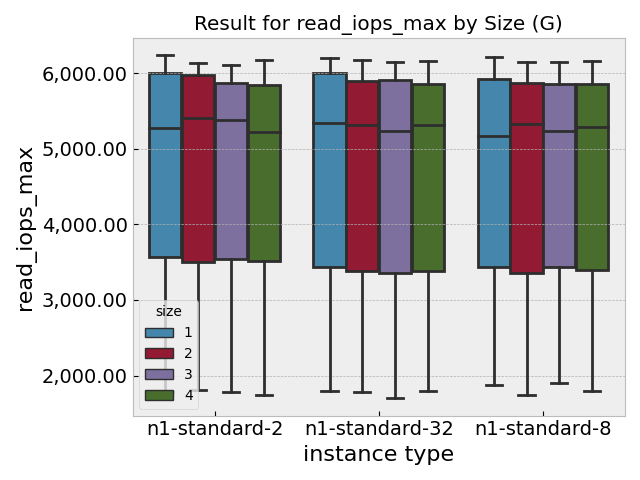 Result for read_iops_max by Size (G)
read_iops_max
6,000.00
5,000.00
4,000.00
3,000.00
2,000.00
size
1
2
3
4
n1-standard-2
n1-standard-32
n1-standard-8
instance type